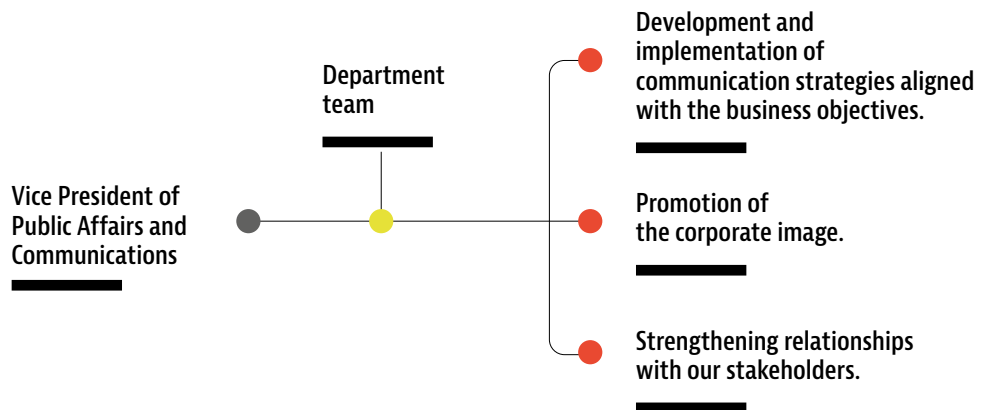 Vice President of
Public Affairs and
Communications
Department
team
Development and
implementation of
communication strategies aligned
with the business objectives.
Promotion of
the corporate image.
Strengthening relationships
with our stakeholders.